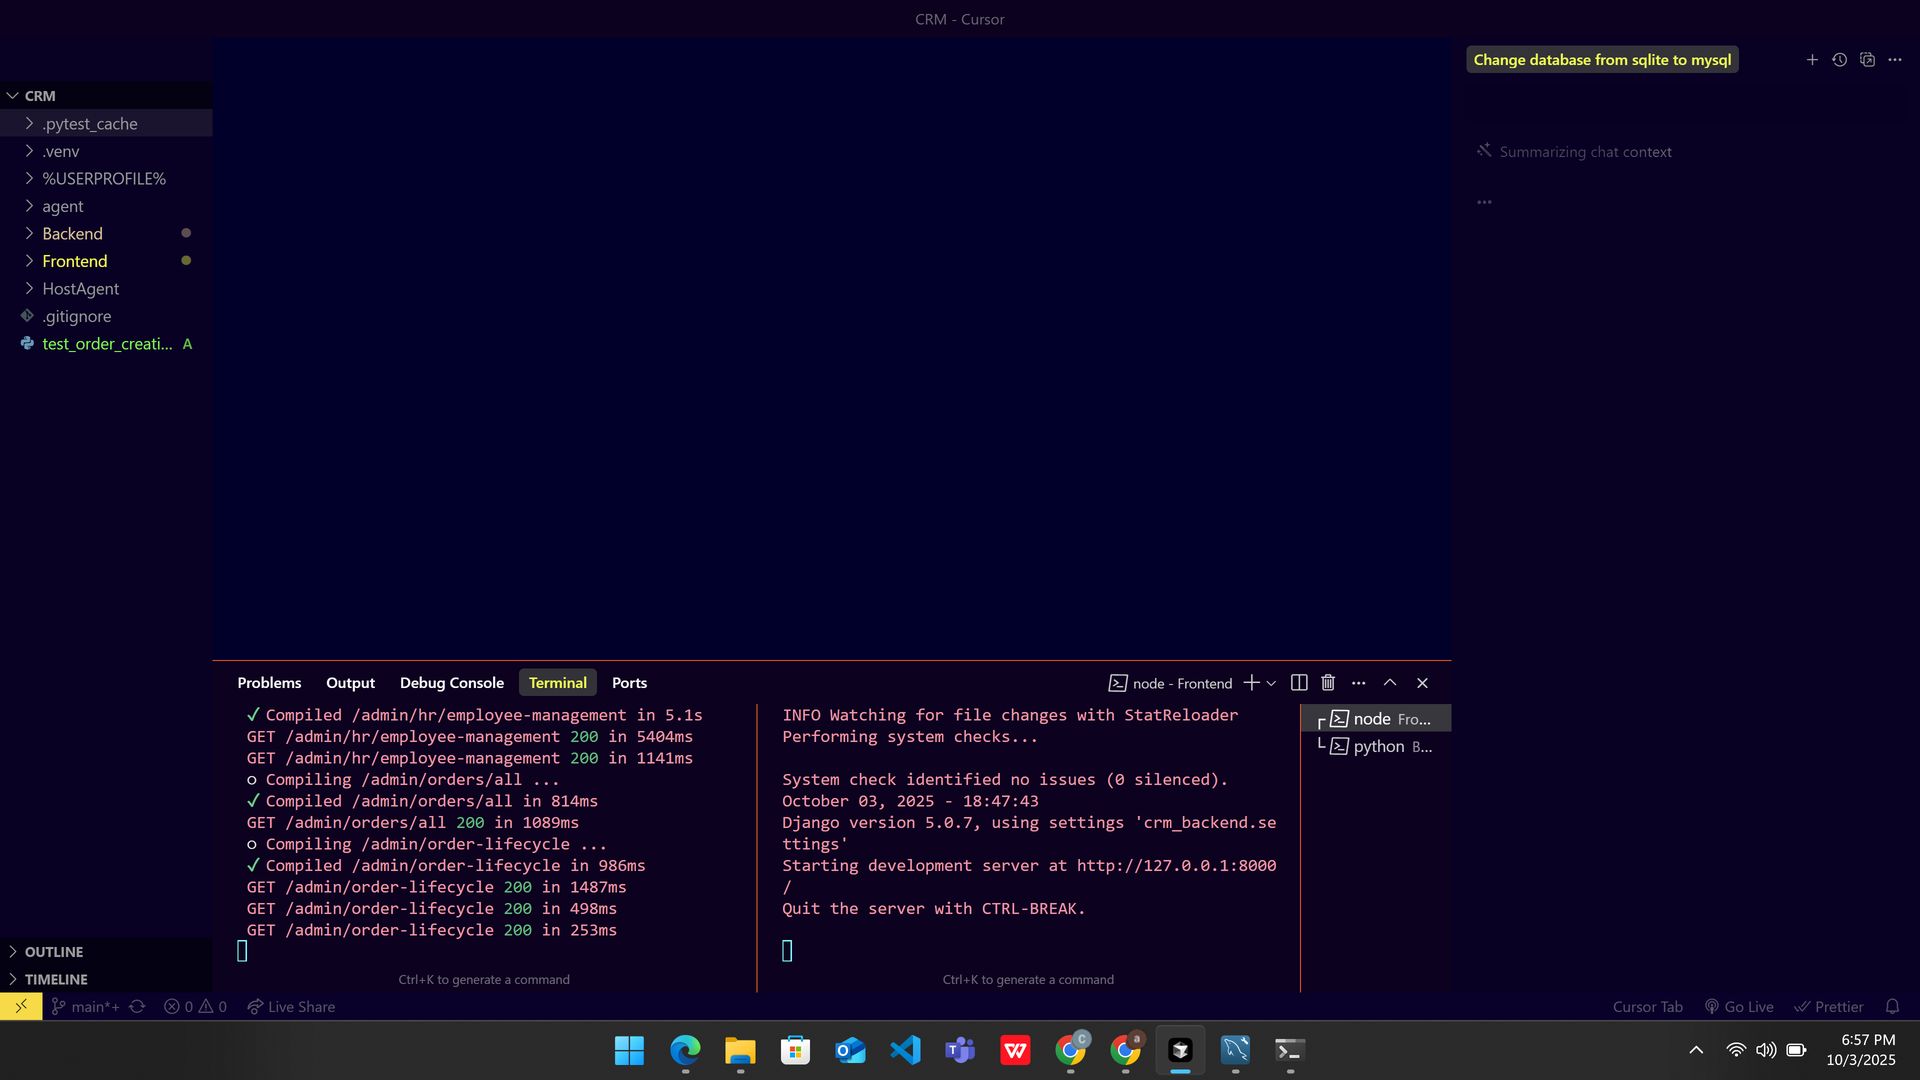 CRM - Cursor
CRM
.pytest_cache
.venv
%USERPROFILE%
agent
Backend
Frontend
HostAgent
.gitignore
test_order_creati... A
OUTLINE
TIMELINE
Change database from sqlite to mysql
Summarizing chat context
Problems Output Debug Console Terminal Ports
node - Frontend
✓ Compiled /admin/hr/employee-management in 5.1s
GET /admin/hr/employee-management 200 in 5404ms
GET /admin/hr/employee-management 200 in 1141ms
○ Compiling /admin/orders/all ...
✓ Compiled /admin/orders/all in 814ms
GET /admin/orders/all 200 in 1089ms
○ Compiling /admin/order-lifecycle ...
✓ Compiled /admin/order-lifecycle in 986ms
GET /admin/order-lifecycle 200 in 1487ms
GET /admin/order-lifecycle 200 in 498ms
GET /admin/order-lifecycle 200 in 253ms
Ctrl+K to generate a command
INFO Watching for file changes with StatReloader
Performing system checks...
System check identified no issues (0 silenced).
October 03, 2025 - 18:47:43
Django version 5.0.7, using settings 'crm_backend.se
ttings'
Starting development server at http://127.0.0.1:8000
/
Quit the server with CTRL-BREAK.
Ctrl+K to generate a command
node Fro...
python B...
main*+ 0 0 Live Share
Cursor Tab Go Live Prettier
C
a
6:57 PM
10/3/2025